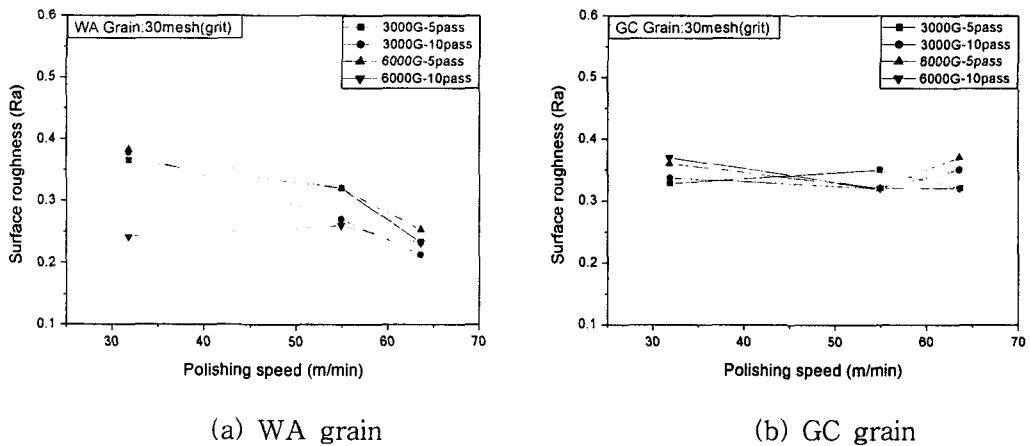 WA Grain:30mesh(grit)
3000G-5pass
3000G-10pass
6000G-5pass
6000G-10pass
Surface roughness (Ra)
0.6
0.5
0.4
0.3
0.2
0.1
30 40 50 60 70
Polishing speed (m/min)
(a) WA grain
GC Grain:30mesh(grit)
3000G-5pass
3000G-10pass
6000G-5pass
6000G-10pass
Surface roughness (Ra)
0.6
0.5
0.4
0.3
0.2
0.1
30 40 50 60 70
Polishing speed (m/min)
(b) GC grain